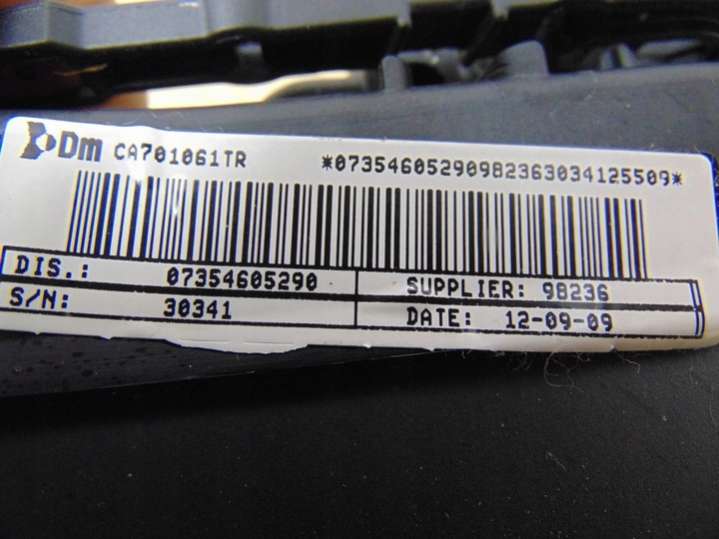 Dm CA701061TR *07354605290982363034125509*
DIS.: 07354605290 SUPPLIER: 98236
S/N: 30341 DATE: 12-09-09